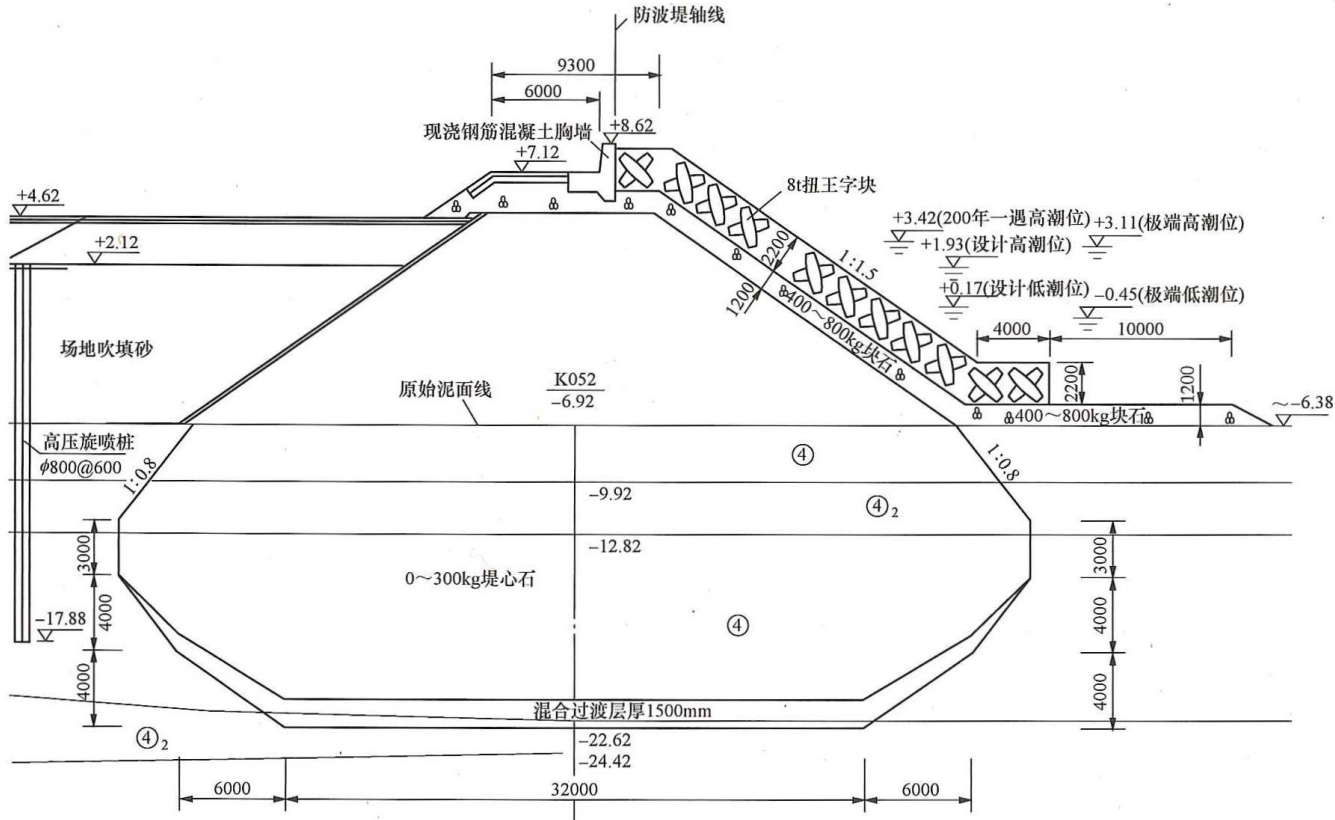 防波堤轴线
9300
6000
现浇钢筋混凝土胸墙
+8.62
+7.12
8t扭王字块
+4.62
+3.42(200年一遇高潮位)
+3.11(极端高潮位)
+1.93(设计高潮位)
+2.12
2200
1:1.5
1200
+0.17(设计低潮位)
-0.45(极端低潮位)
400～800kg块石
4000
10000
场地吹填砂
原始泥面线
K052
-6.92
2200
1200
400～800kg块石
～-6.38
高压旋喷桩
ϕ800@600
1:0.8
④
1:0.8
-9.92
④₂
-12.82
3000
3000
0～300kg堤心石
4000
4000
-17.88
④
4000
4000
混合过渡层厚1500mm
④₂
-22.62
-24.42
6000
32000
6000